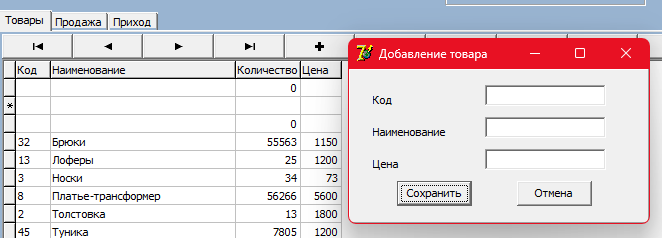 Товары Продажа Приход
Добавление товара
Код Наименование Количество Цена
0
*
0
32 Брюки 55563 1150
13 Лоферы 25 1200
3 Носки 34 73
8 Платье-трансформер 56266 5600
2 Толстовка 13 1800
45 Туника 7805 1200
Код
Наименование
Цена
Сохранить Отмена